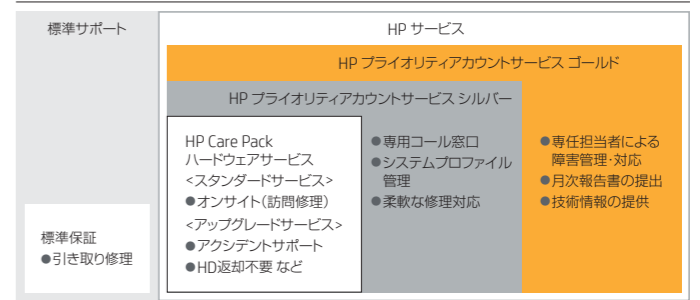 標準サポート
HP サービス
HP プライオリティアカウントサービス ゴールド
HP プライオリティアカウントサービス シルバー
HP Care Pack
ハードウェアサービス
<スタンダードサービス>
●オンサイト（訪問修理）
<アップグレードサービス>
●アクシデントサポート
●HD返却不要 など
●専用コール窓口
●システムプロファイル
管理
●柔軟な修理対応
●専任担当者による
障害管理・対応
●月次報告書の提出
●技術情報の提供
標準保証
●引き取り修理